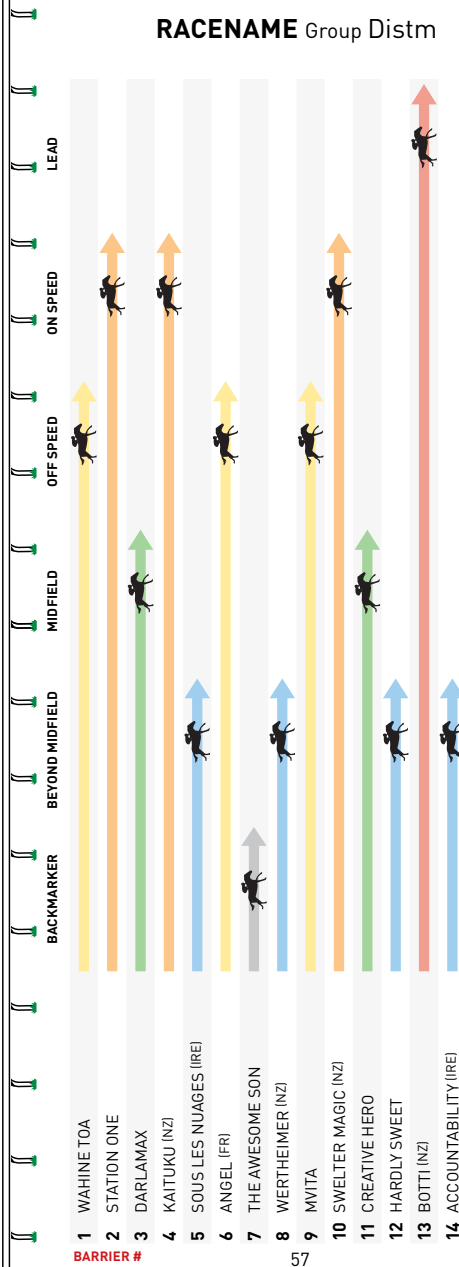 RACENAME Group Distm
LEAD
ON SPEED
OFF SPEED
MIDFIELD
BEYOND MIDFIELD
BACKMARKER
1 WAHINE TOA
2 STATION ONE
3 DARLAMAX
4 KAITUKU (NZ)
5 SOUS LES NUAGES (IRE)
6 ANGEL (FR)
7 THE AWESOME SON
8 WERTHEIMER (NZ)
9 MVITA
10 SWELTER MAGIC (NZ)
11 CREATIVE HERO
12 HARDLY SWEET
13 BOTTI (NZ)
14 ACCOUNTABILITY (IRE)
BARRIER #
57